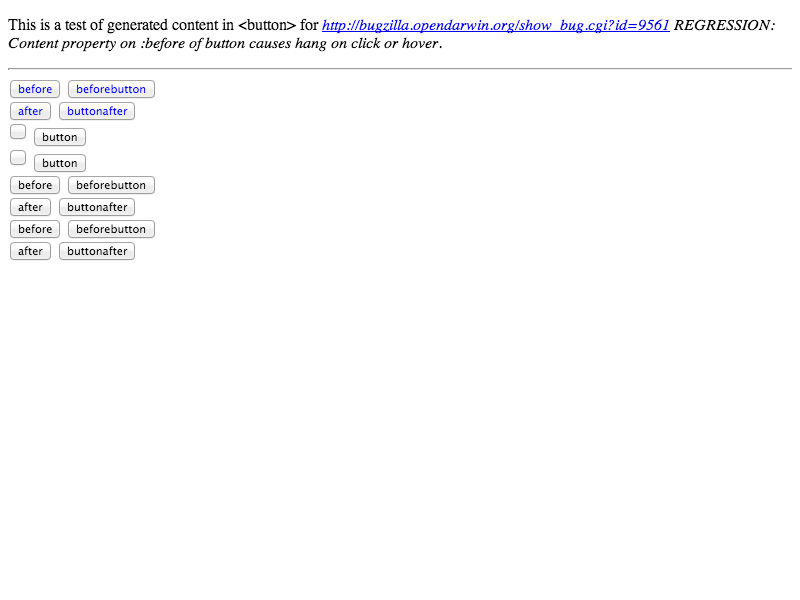 This is a test of generated content in <button> for http://bugzilla.opendarwin.org/show_bug.cgi?id=9561 REGRESSION:
Content property on :before of button causes hang on click or hover.
before beforebutton
after buttonafter
button
button
before beforebutton
after buttonafter
before beforebutton
after buttonafter